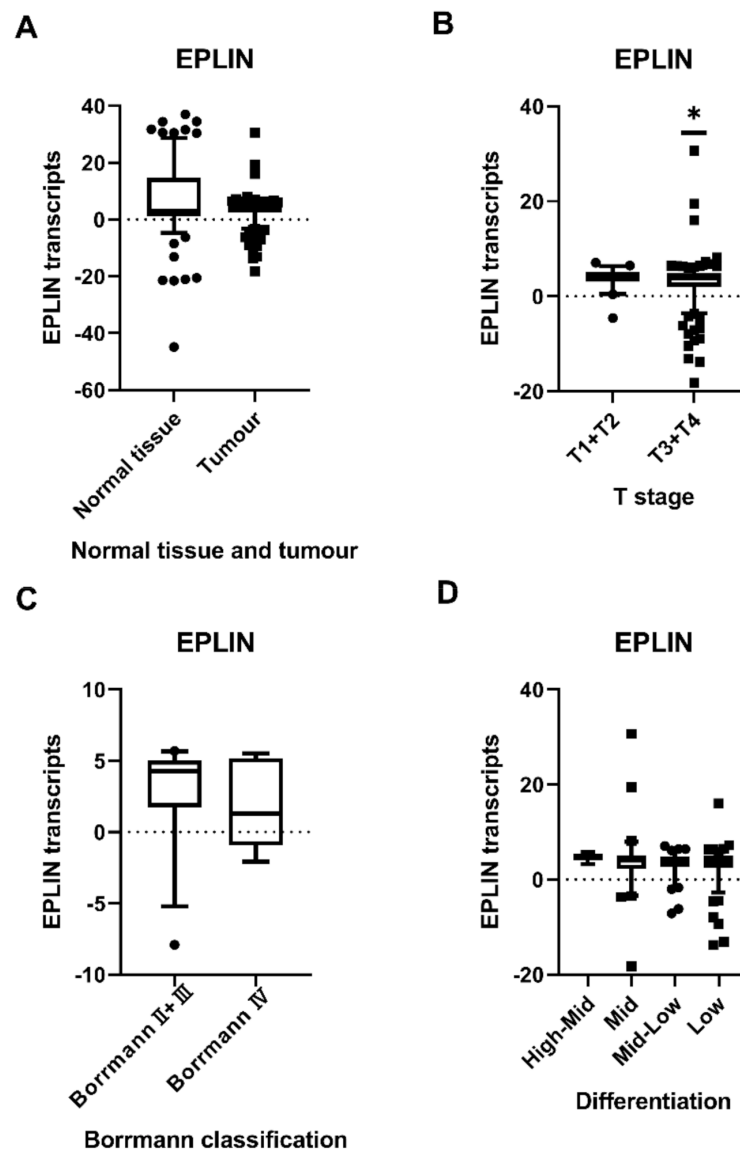 A
EPLIN
EPLIN transcripts
40
20
0
-20
-40
-60
Normal tissue
Tumour
Normal tissue and tumour
B
EPLIN
EPLIN transcripts
40
20
0
-20
*
T1+T2
T3+T4
T stage
C
EPLIN
EPLIN transcripts
10
5
0
-5
-10
Borrmann Ⅱ+Ⅲ
Borrmann Ⅳ
Borrmann classification
D
EPLIN
EPLIN transcripts
40
20
0
-20
High-Mid
Mid
Mid-Low
Low
Differentiation